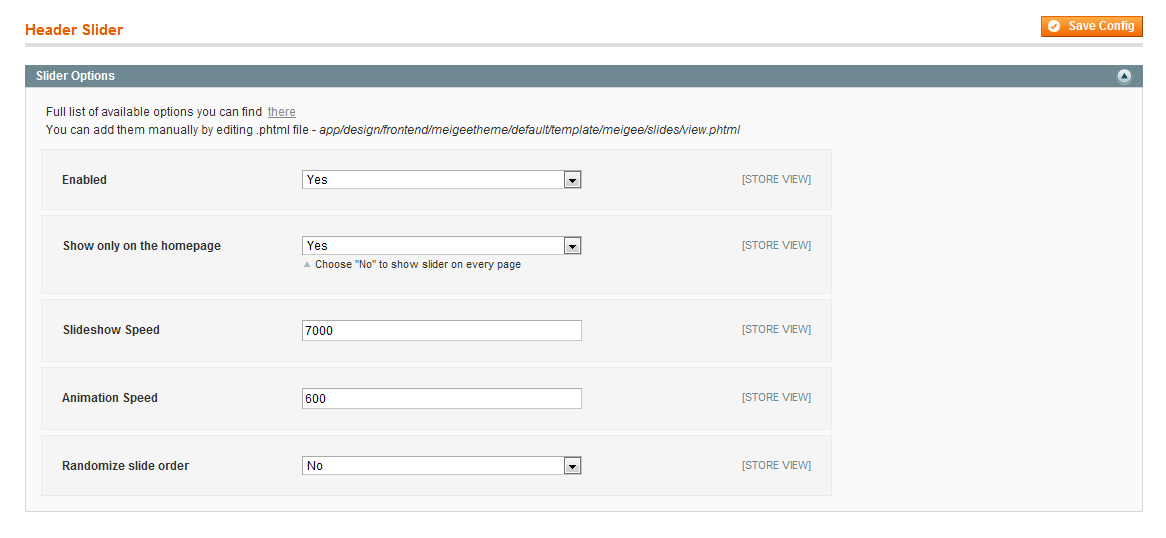 Header Slider
Save Config
Slider Options
Full list of available options you can find there
You can add them manually by editing .phtml file - app/design/frontend/meigeetheme/default/template/meigee/slides/view.phtml
Enabled Yes [STORE VIEW]
Show only on the homepage Yes [STORE VIEW]
▲ Choose "No" to show slider on every page
Slideshow Speed 7000 [STORE VIEW]
Animation Speed 600 [STORE VIEW]
Randomize slide order No [STORE VIEW]